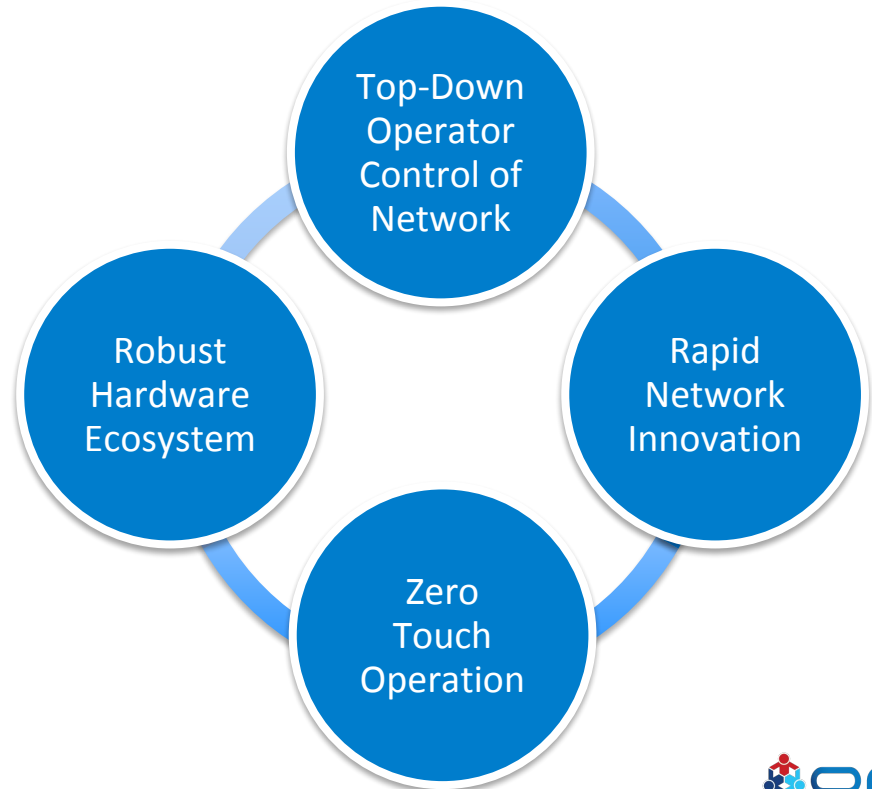 Top-Down
Operator
Control of
Network
Robust
Hardware
Ecosystem
Rapid
Network
Innovation
Zero
Touch
Operation